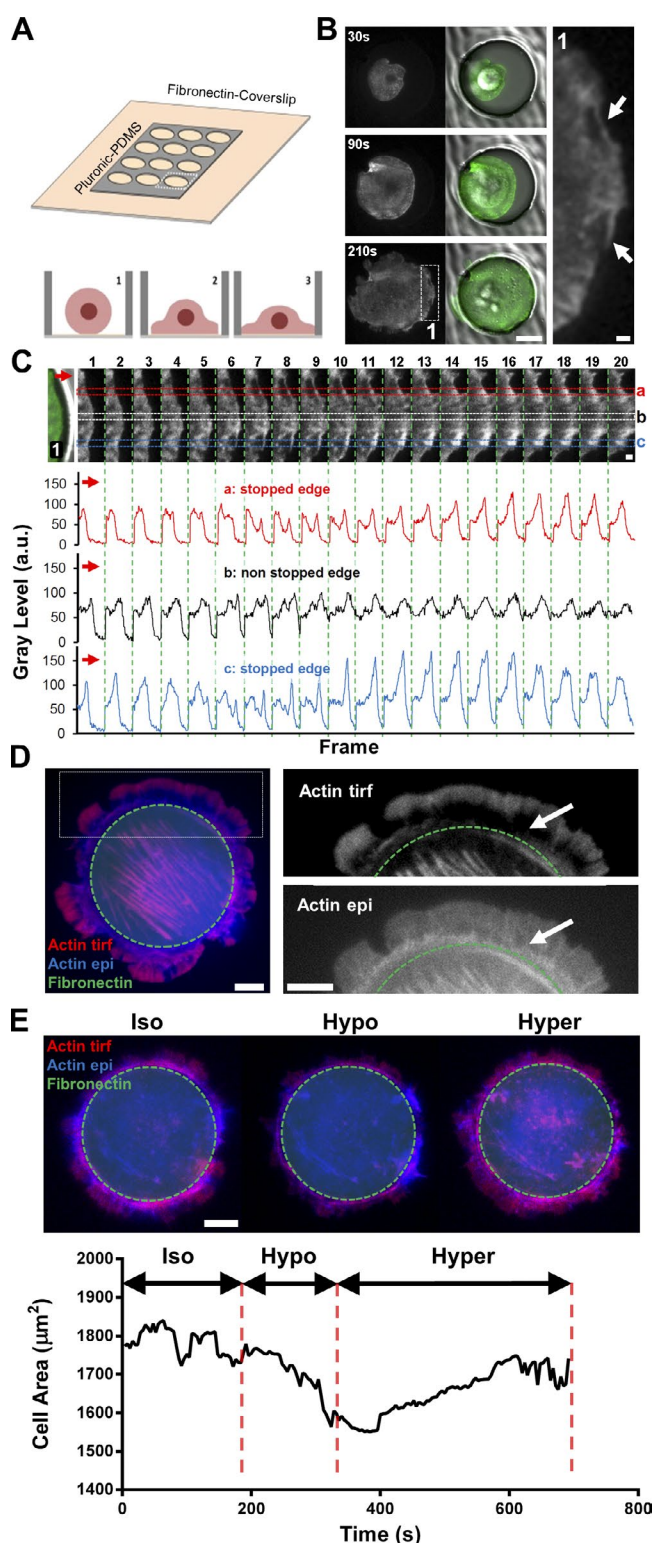 A
Fibronectin-Coverslip
Pluronic-PDMS
1 2 3
B
30s
90s
210s
1
1
C
1 2 3 4 5 6 7 8 9 10 11 12 13 14 15 16 17 18 19 20
a
b
c
1
150
100
50
0
a: stopped edge
150
100
50
0
b: non stopped edge
150
100
50
0
c: stopped edge
Gray Level (a.u.)
Frame
D
Actin tirf
Actin epi
Fibronectin
Actin tirf
Actin epi
E
Iso Hypo Hyper
Actin tirf
Actin epi
Fibronectin
Iso Hypo Hyper
2000
1900
1800
1700
1600
1500
1400
Cell Area (μm²)
0 200 400 600 800
Time (s)